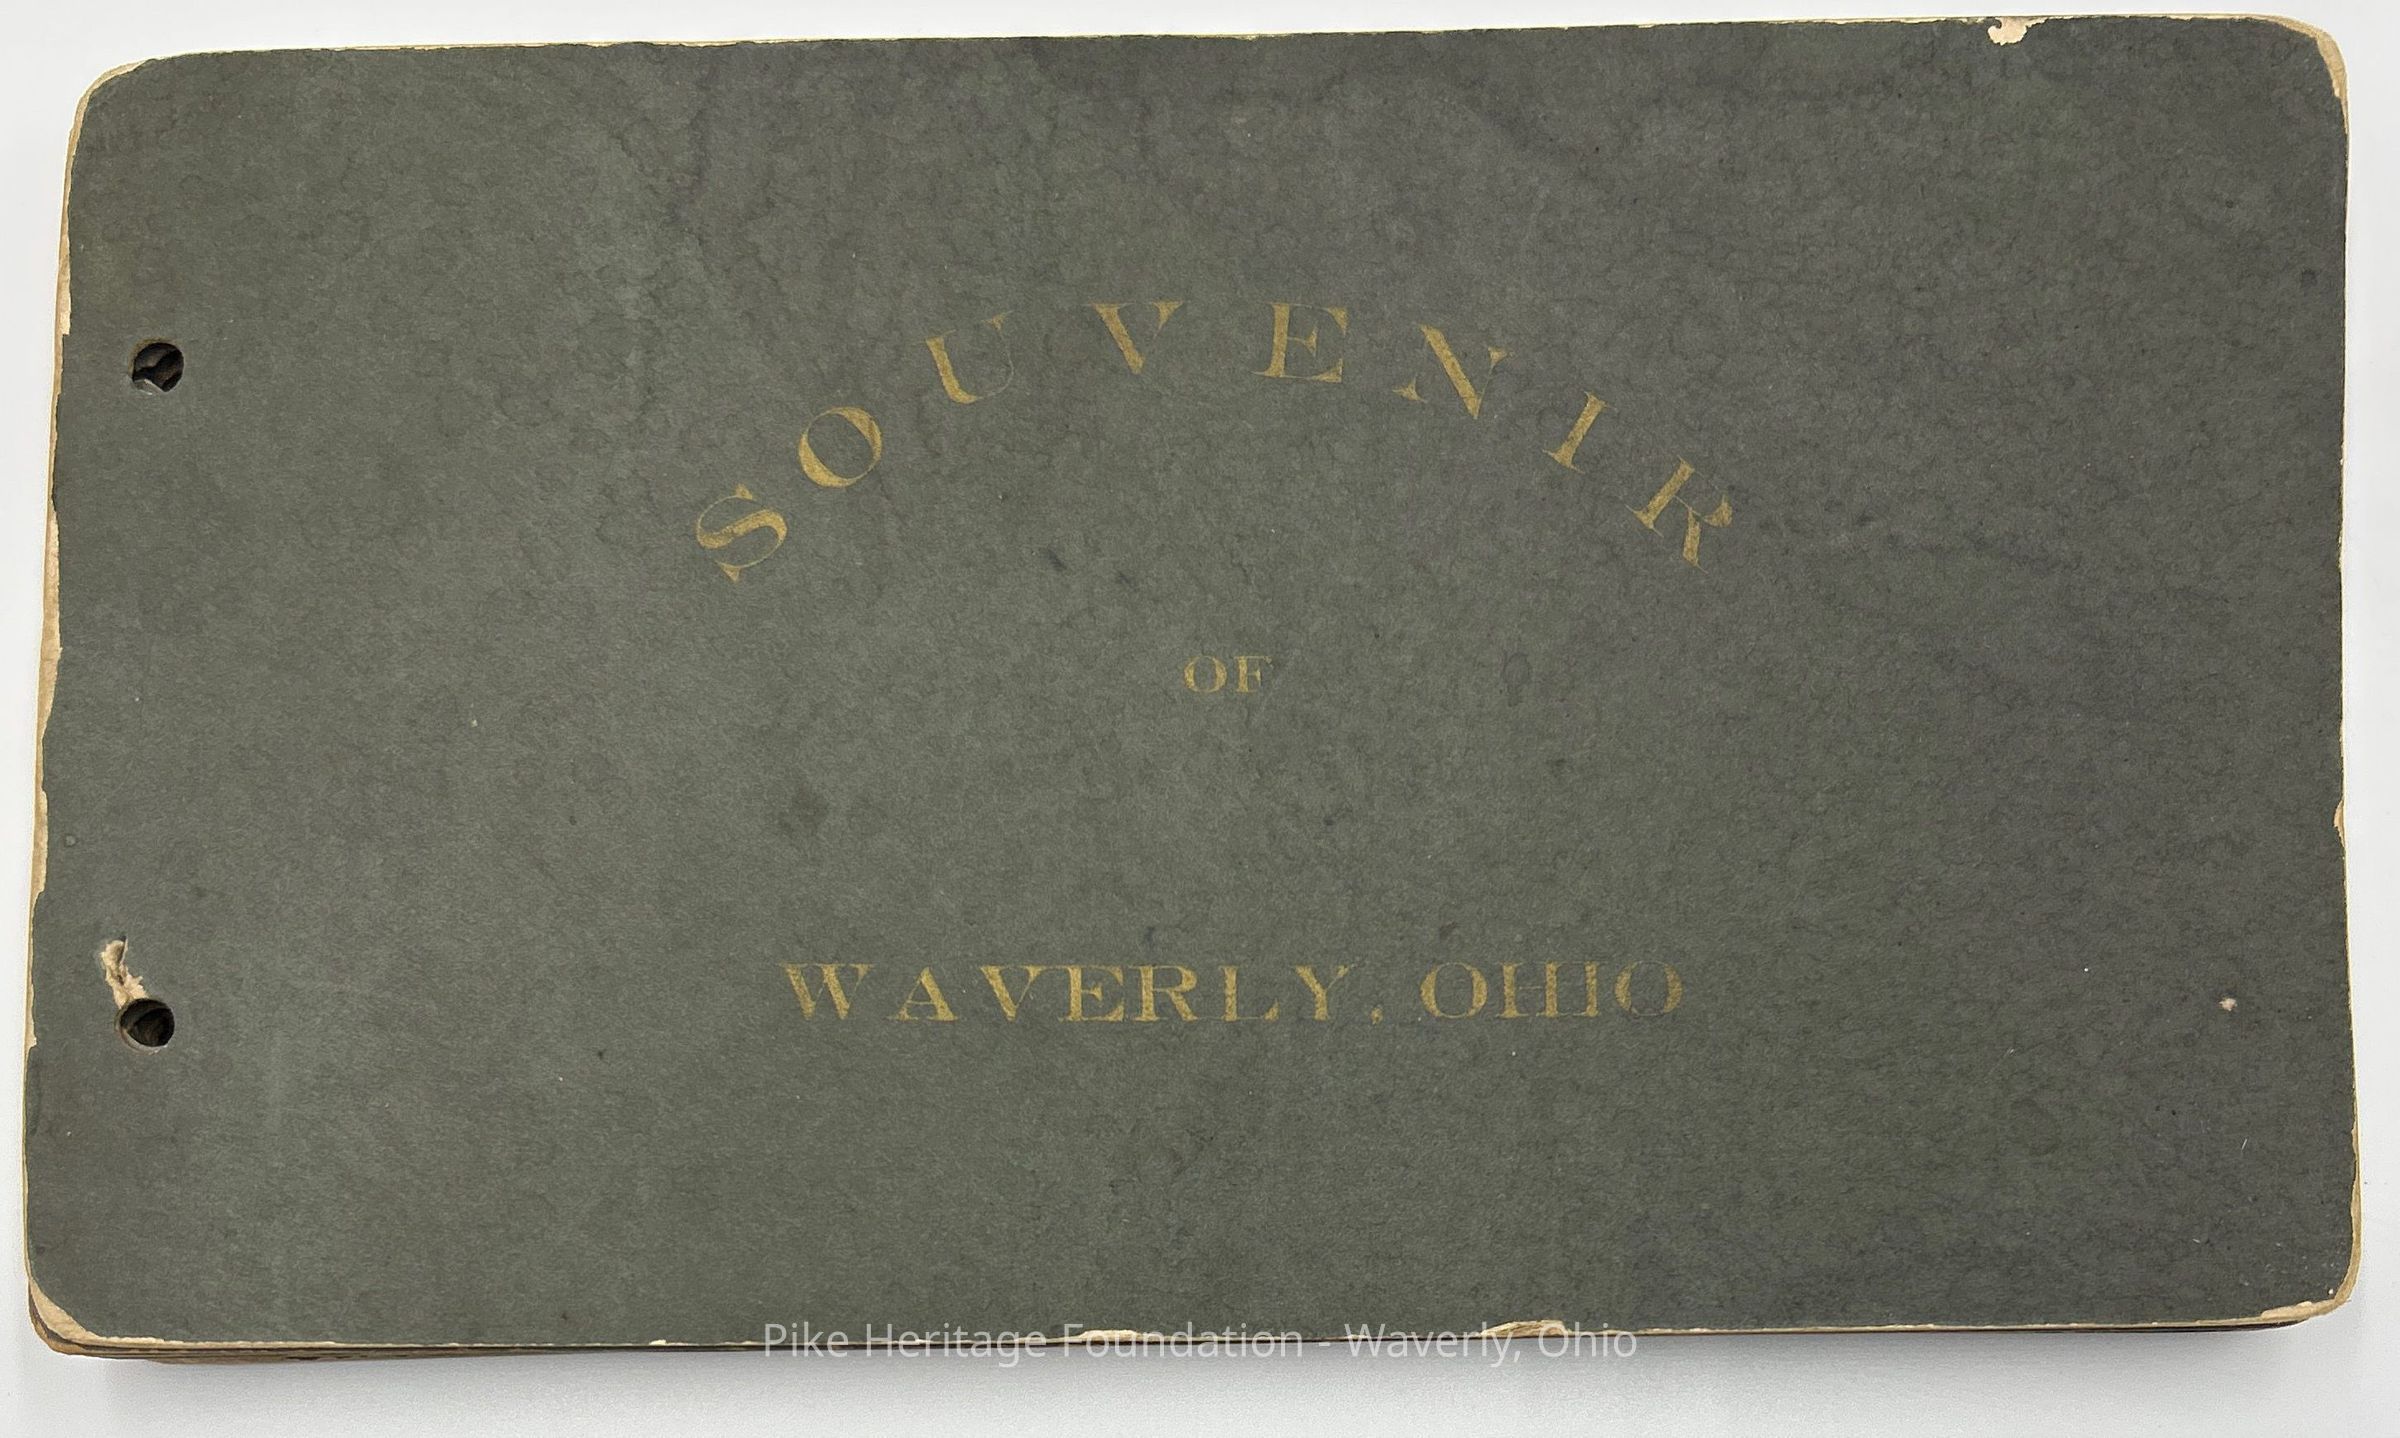 SOUVENIR
OF
WAVERLY, OHIO
Pike Heritage Foundation - Waverly, Ohio